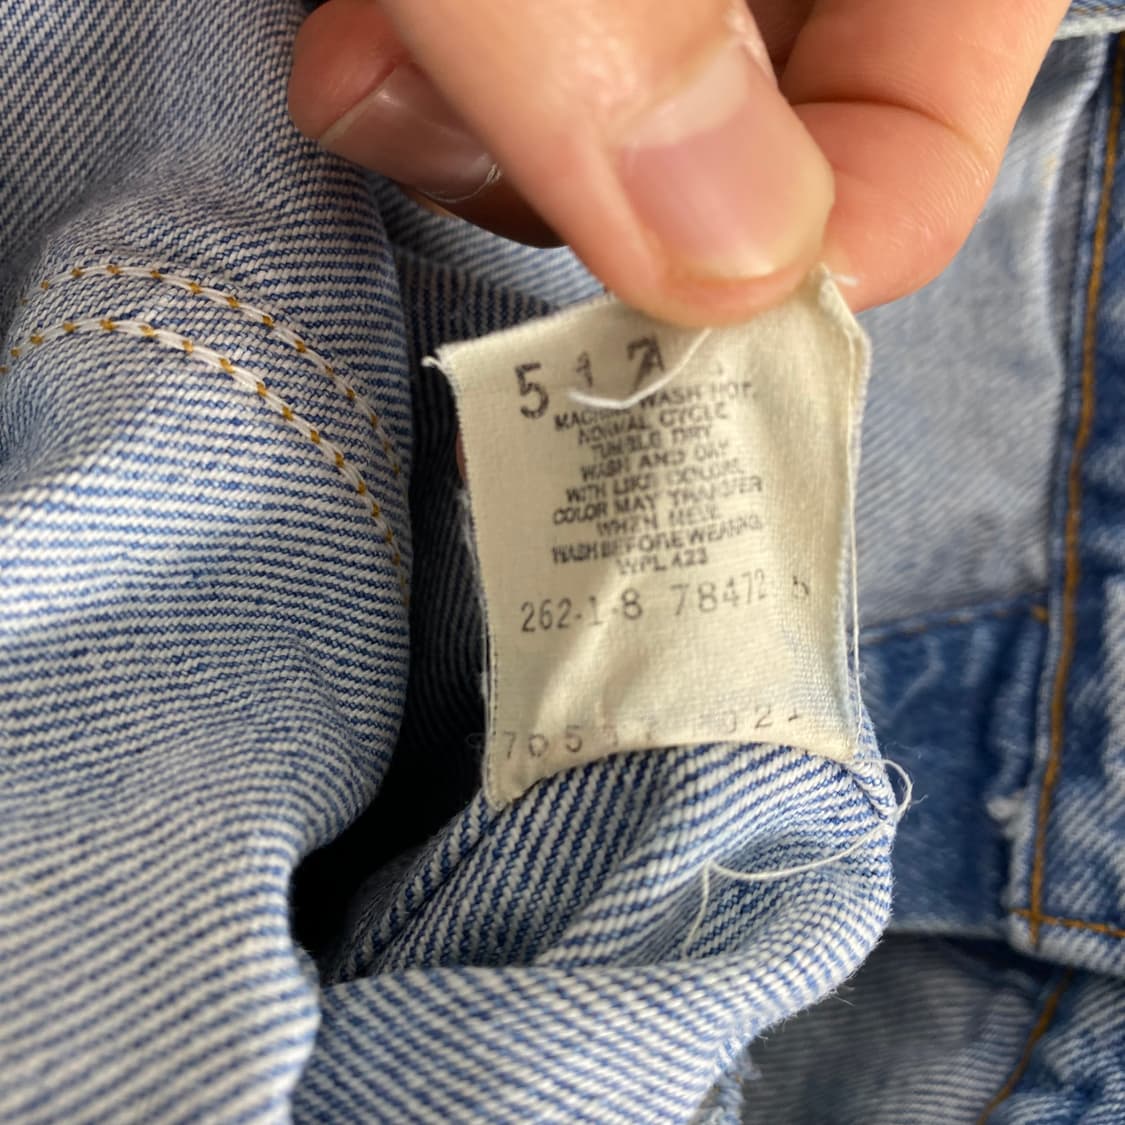 517
MACHINE WASH HOT
NORMAL CYCLE
TUMBLE DRY
WASH AND DRY
WITH LIKE COLORS
COLOR MAY TRANSFER
WHEN NEW
WASH BEFORE WEARING
WPL 423
262-1-8 78472